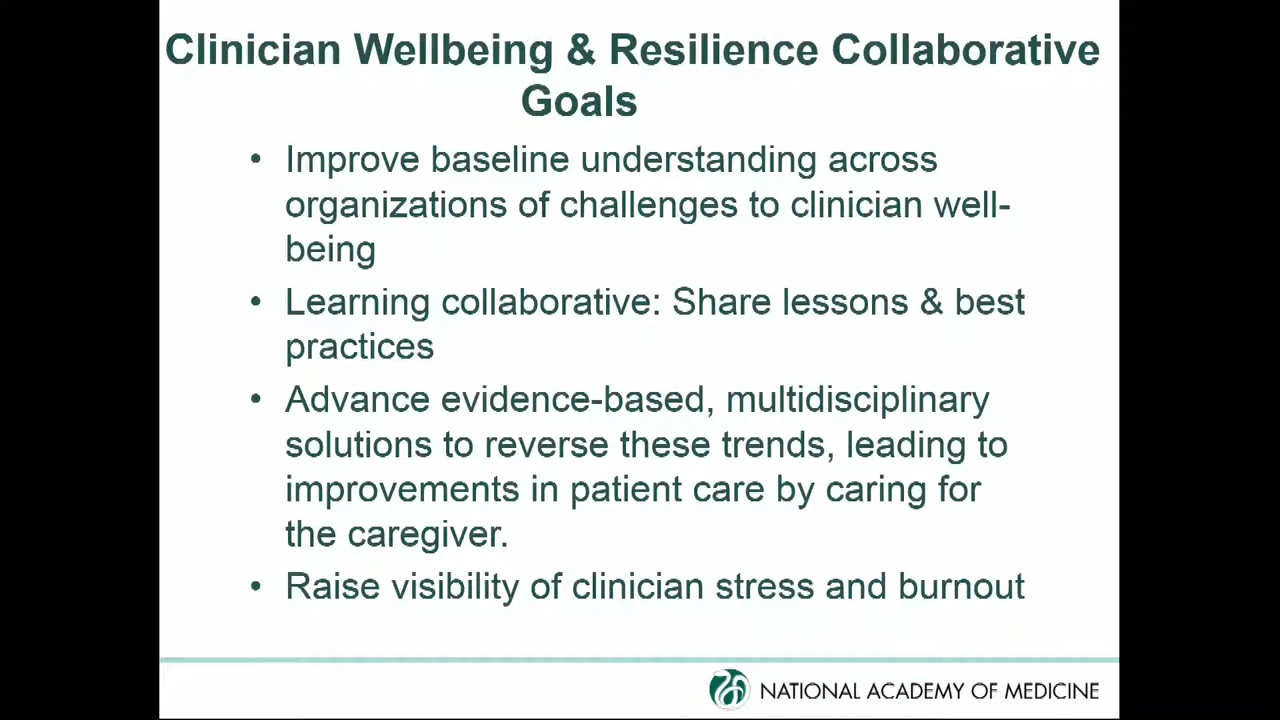 Clinician Wellbeing & Resilience Collaborative
Goals
• Improve baseline understanding across
organizations of challenges to clinician well-
being
• Learning collaborative: Share lessons & best
practices
• Advance evidence-based, multidisciplinary
solutions to reverse these trends, leading to
improvements in patient care by caring for
the caregiver.
• Raise visibility of clinician stress and burnout
NATIONAL ACADEMY OF MEDICINE